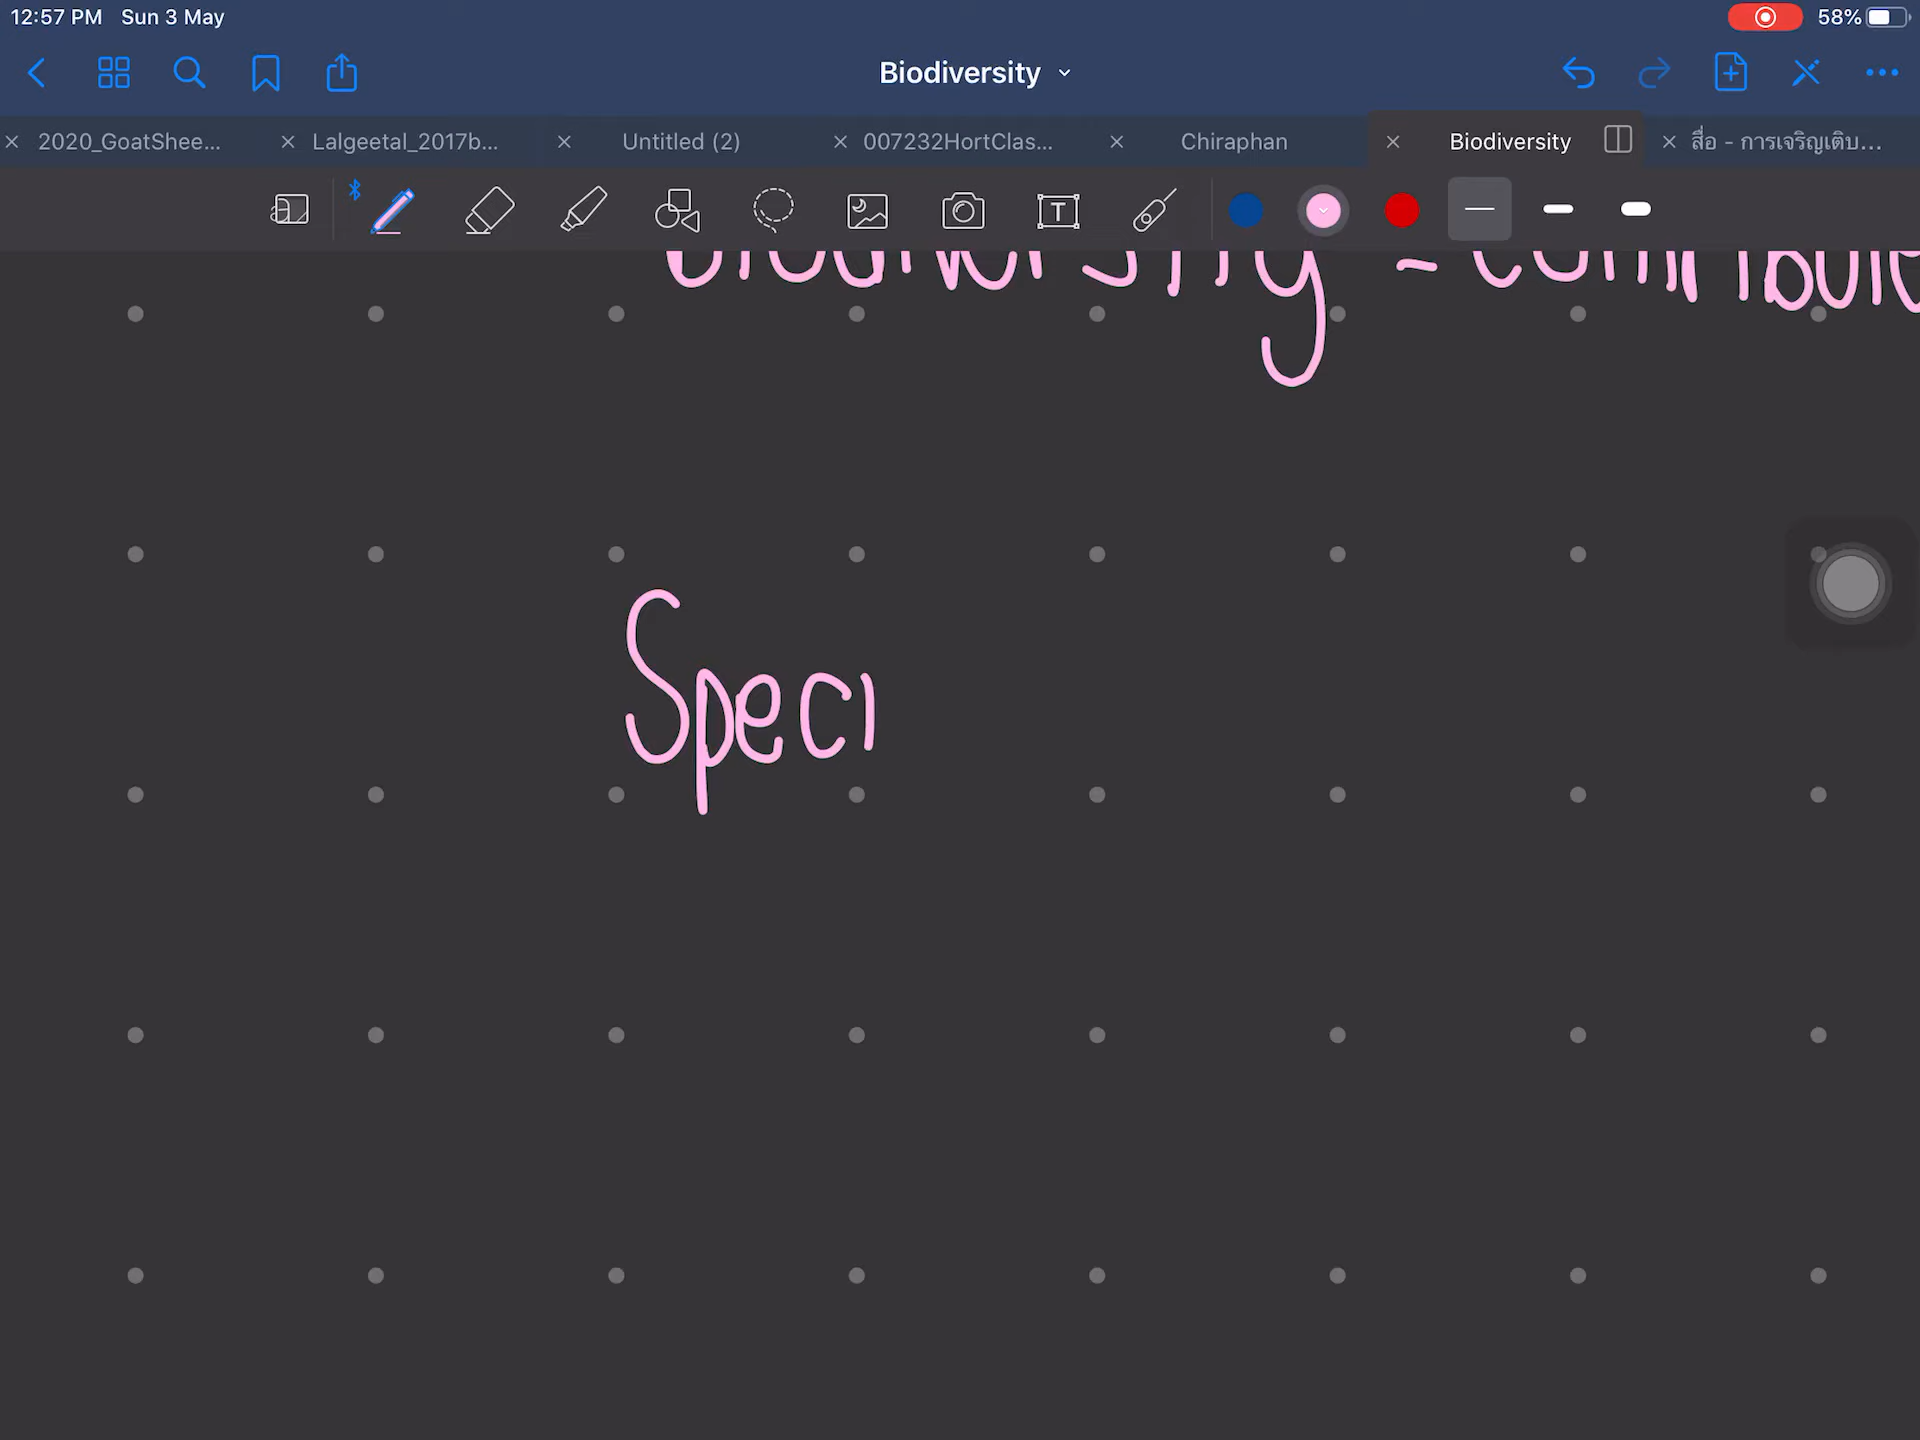 12:57 PM Sun 3 May 58%
Biodiversity
2020_GoatShee... Lalgeetal_2017b... Untitled (2) 007232HortClas... Chiraphan Biodiversity สื่อ - การเจริญเติบ...
Speci